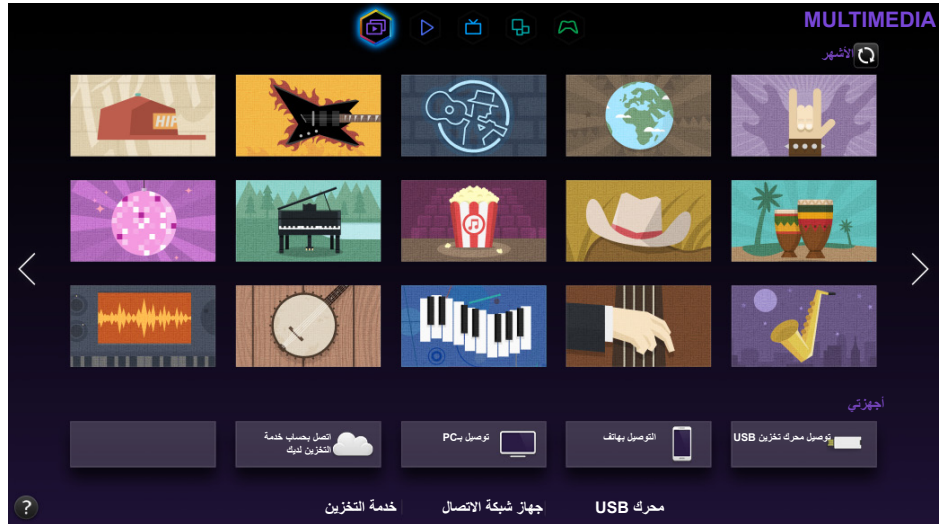 MULTIMEDIA
الأشهر
HIP
أجهزتي
توصيل محرك تخزين USB
التوصيل بهاتف
توصيل بـPC
اتصل بحساب خدمة
التخزين لديك
محرك USB
جهاز شبكة الاتصال
خدمة التخزين
?